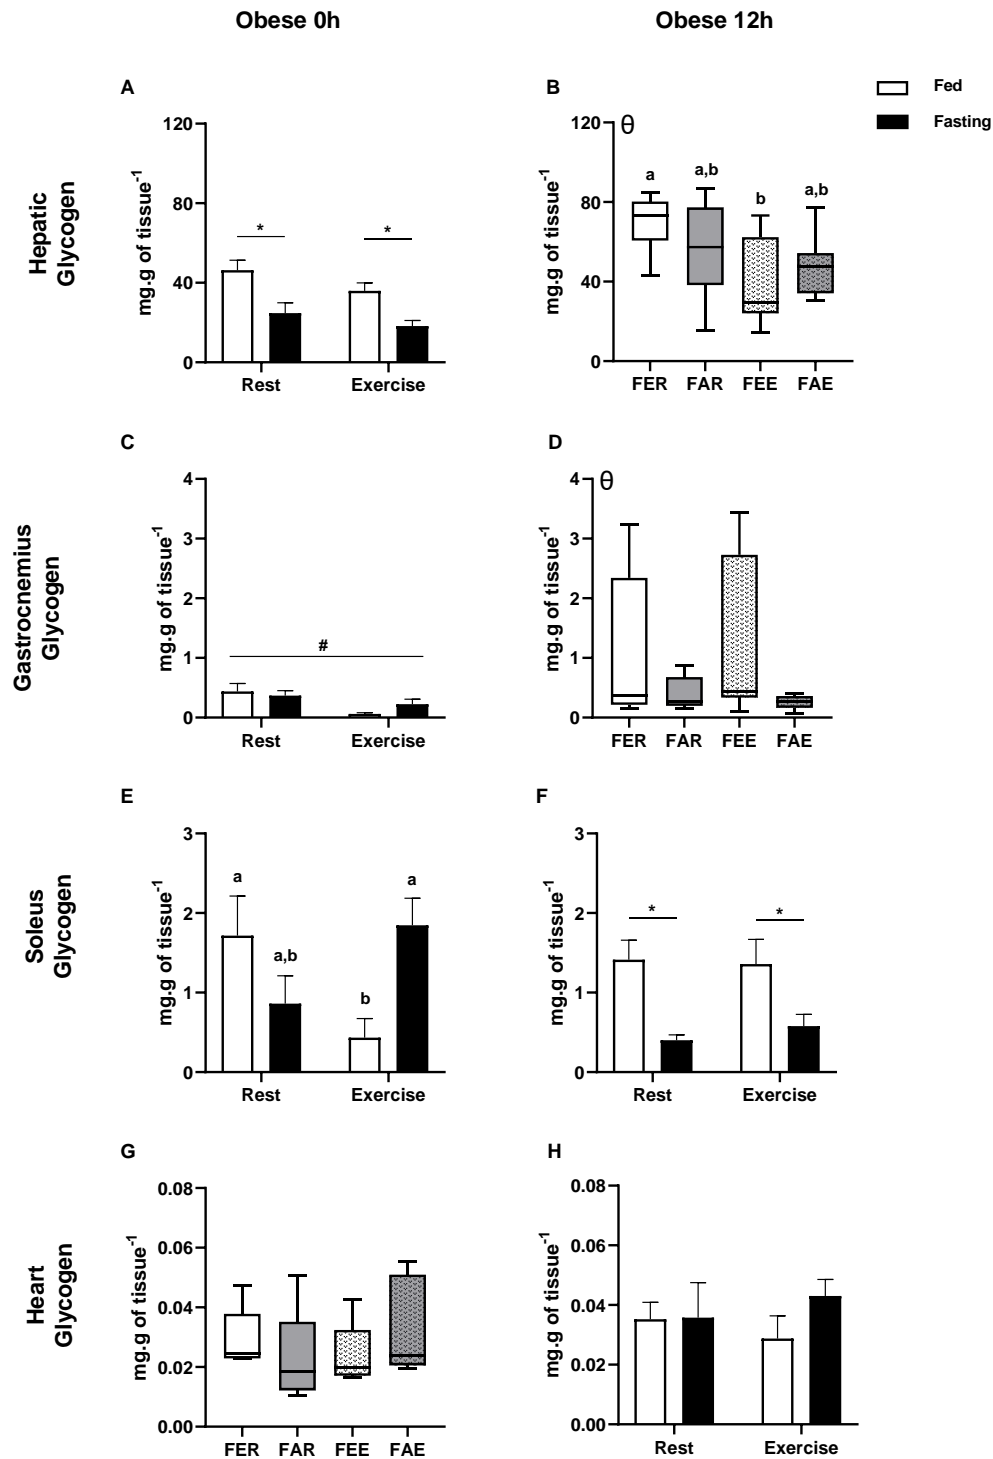 Obese 0h
Obese 12h
Fed
Fasting
Hepatic
Glycogen
A
mg.g of tissue-1
120
80
40
0
*
*
Rest
Exercise
B
mg.g of tissue-1
120
80
40
0
θ
a
a,b
b
a,b
FER
FAR
FEE
FAE
Gastrocnemius
Glycogen
C
mg.g of tissue-1
4
3
2
1
0
#
Rest
Exercise
D
mg.g of tissue-1
4
3
2
1
0
θ
FER
FAR
FEE
FAE
Soleus
Glycogen
E
mg.g of tissue-1
3
2
1
0
a
a,b
b
a
Rest
Exercise
F
mg.g of tissue-1
3
2
1
0
*
*
Rest
Exercise
Heart
Glycogen
G
mg.g of tissue-1
0.08
0.06
0.04
0.02
0.00
FER
FAR
FEE
FAE
H
mg.g of tissue-1
0.08
0.06
0.04
0.02
0.00
Rest
Exercise